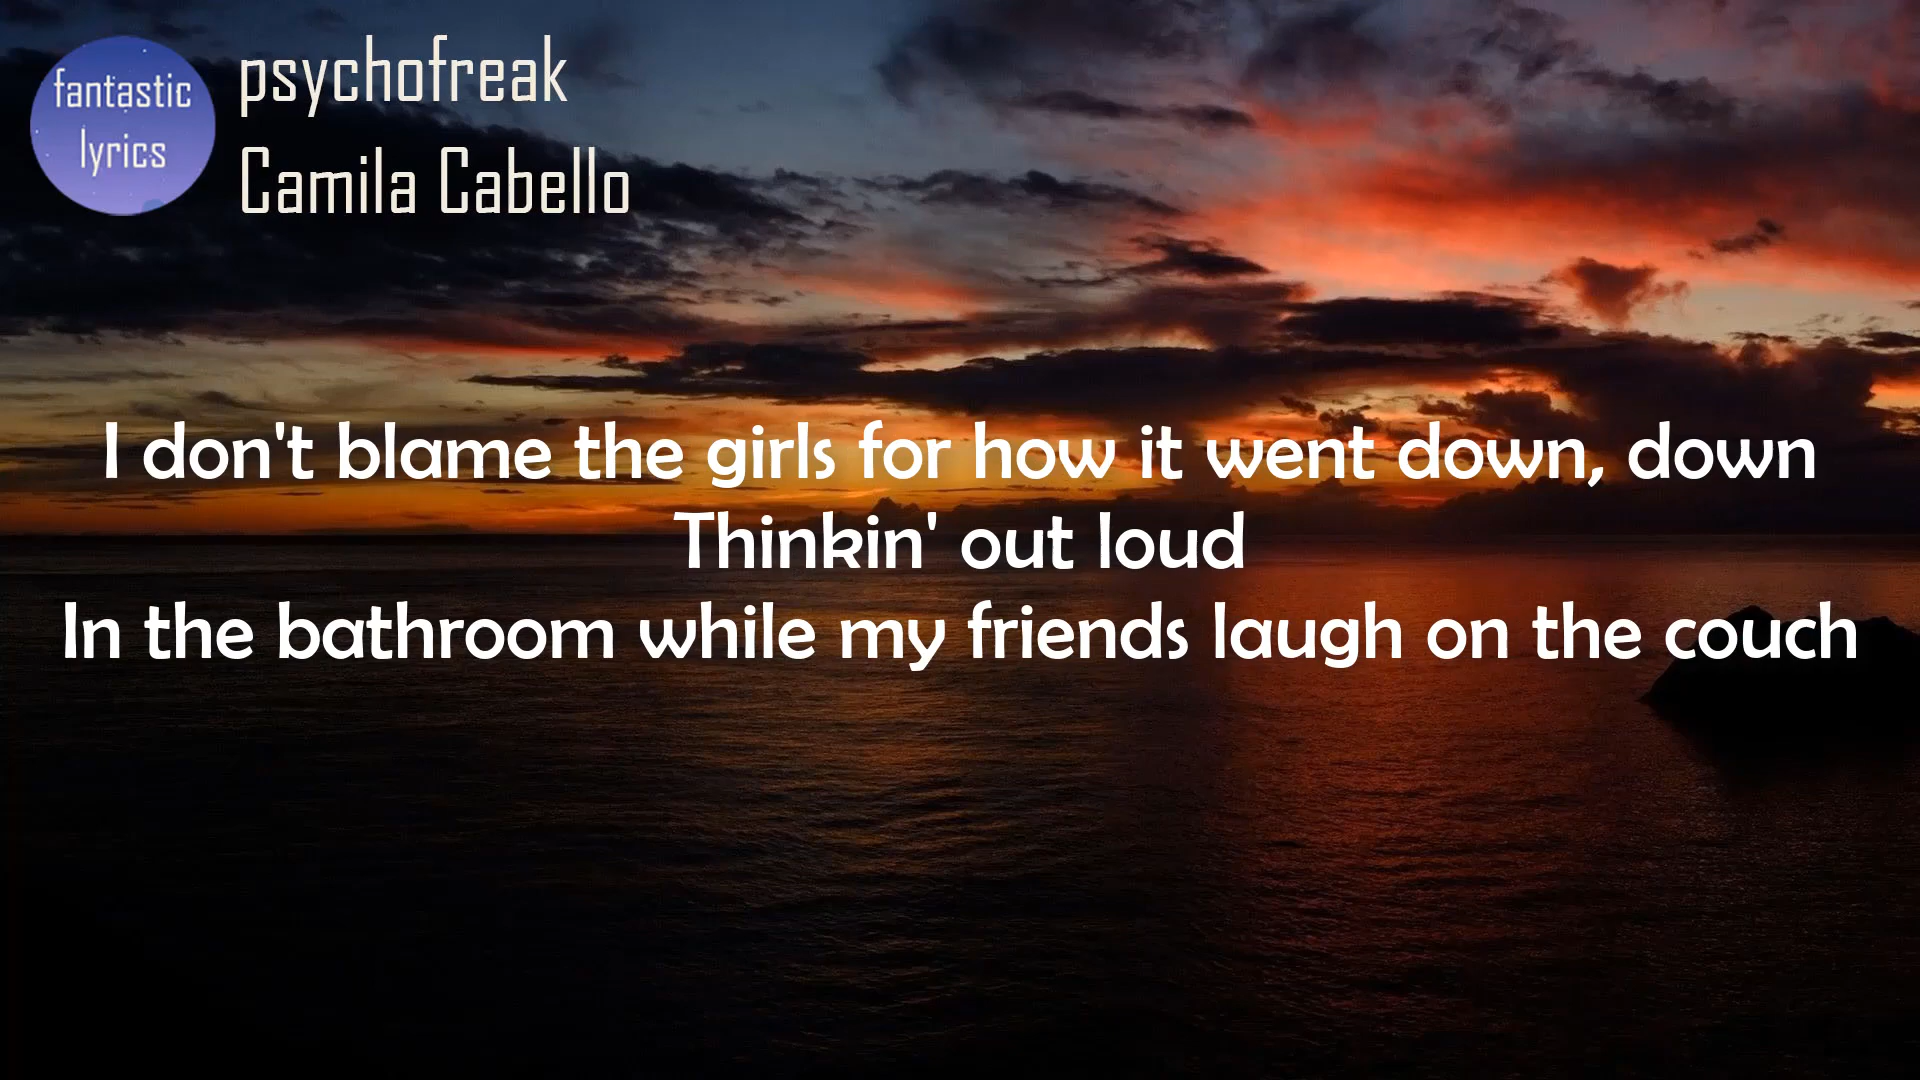 fantastic
lyrics
psychofreak
Camila Cabello
I don't blame the girls for how it went down, down
Thinkin' out loud
In the bathroom while my friends laugh on the couch